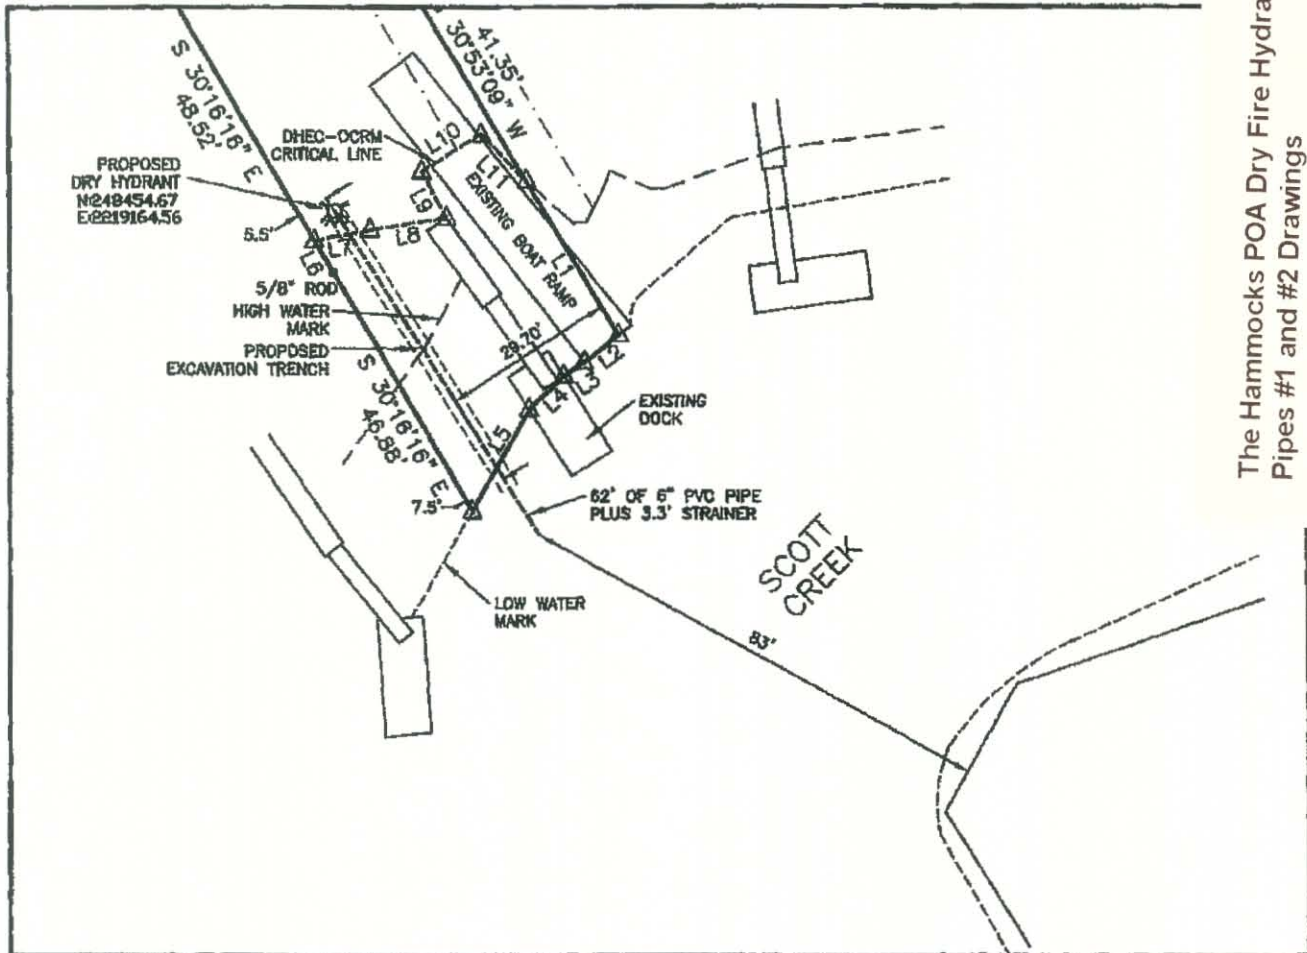 S 30°16'16" E
48.52'
41.35'
30°53'09" W
DHEC-OCRM
CRITICAL LINE
PROPOSED
DRY HYDRANT
N:248454.67
E:2219164.56
5.5'
L10
L11
L9
L8
L7
L6
EXISTING BOAT RAMP
L1
5/8" ROD
HIGH WATER
MARK
PROPOSED
EXCAVATION TRENCH
29.70'
L2
L3
L4
L5
S 30°16'16" E
46.88'
EXISTING
DOCK
7.5'
62' OF 6" PVC PIPE
PLUS 3.3' STRAINER
SCOTT
CREEK
LOW WATER
MARK
83'
The Hammocks POA Dry Fire Hydra
Pipes #1 and #2 Drawings